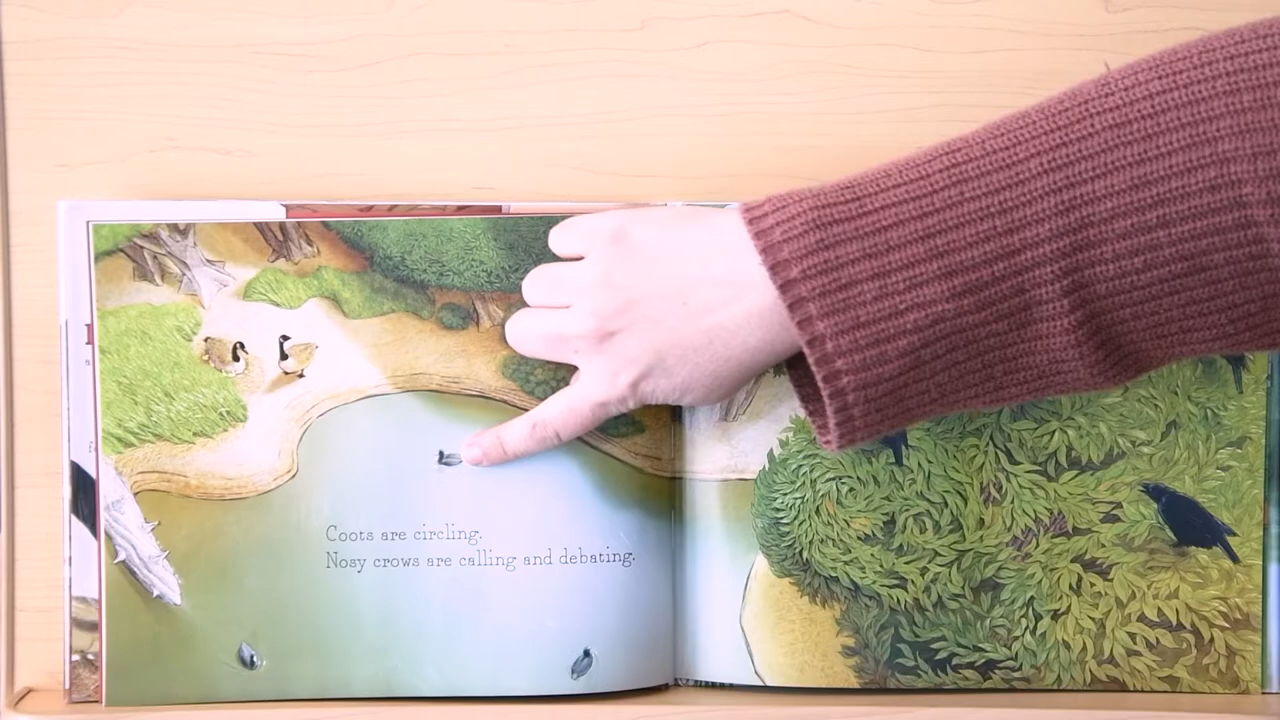 Coots are circling.
Nosy crows are calling and debating.